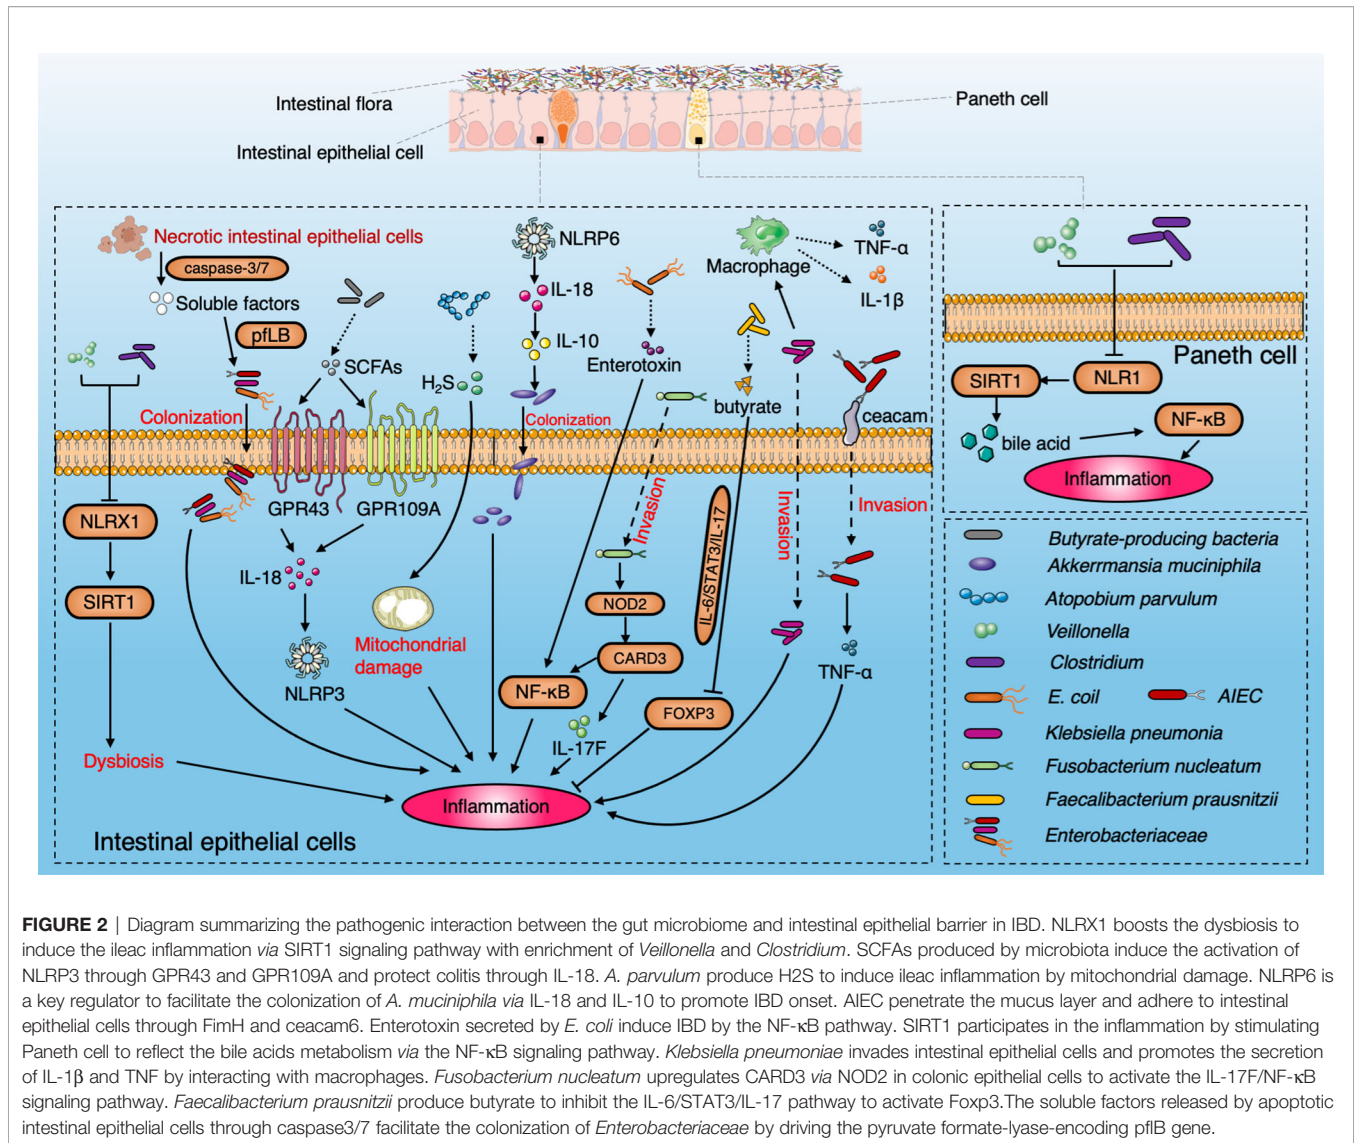 Intestinal flora
Paneth cell
Intestinal epithelial cell
Necrotic intestinal epithelial cells
caspase-3/7
Soluble factors
pfLB
Colonization
SCFAs
GPR43
GPR109A
IL-18
NLRP3
NLRX1
SIRT1
Dysbiosis
H₂S
Mitochondrial
damage
NLRP6
IL-18
IL-10
Colonization
Enterotoxin
Invasion
NOD2
CARD3
NF-κB
IL-17F
butyrate
IL-6/STAT3/IL-17
FOXP3
Macrophage
TNF-α
IL-1β
Invasion
ceacam
Invasion
TNF-α
Inflammation
Intestinal epithelial cells
Paneth cell
SIRT1
NLR1
bile acid
NF-κB
Inflammation
Butyrate-producing bacteria
Akkerrmansia muciniphila
Atopobium parvulum
Veillonella
Clostridium
E. coil
AIEC
Klebsiella pneumonia
Fusobacterium nucleatum
Faecalibacterium prausnitzii
Enterobacteriaceae
FIGURE 2 | Diagram summarizing the pathogenic interaction between the gut microbiome and intestinal epithelial barrier in IBD. NLRX1 boosts the dysbiosis to
induce the ileac inflammation via SIRT1 signaling pathway with enrichment of Veillonella and Clostridium. SCFAs produced by microbiota induce the activation of
NLRP3 through GPR43 and GPR109A and protect colitis through IL-18. A. parvulum produce H2S to induce ileac inflammation by mitochondrial damage. NLRP6 is
a key regulator to facilitate the colonization of A. muciniphila via IL-18 and IL-10 to promote IBD onset. AIEC penetrate the mucus layer and adhere to intestinal
epithelial cells through FimH and ceacam6. Enterotoxin secreted by E. coli induce IBD by the NF-κB pathway. SIRT1 participates in the inflammation by stimulating
Paneth cell to reflect the bile acids metabolism via the NF-κB signaling pathway. Klebsiella pneumoniae invades intestinal epithelial cells and promotes the secretion
of IL-1β and TNF by interacting with macrophages. Fusobacterium nucleatum upregulates CARD3 via NOD2 in colonic epithelial cells to activate the IL-17F/NF-κB
signaling pathway. Faecalibacterium prausnitzii produce butyrate to inhibit the IL-6/STAT3/IL-17 pathway to activate Foxp3.The soluble factors released by apoptotic
intestinal epithelial cells through caspase3/7 facilitate the colonization of Enterobacteriaceae by driving the pyruvate formate-lyase-encoding pflB gene.